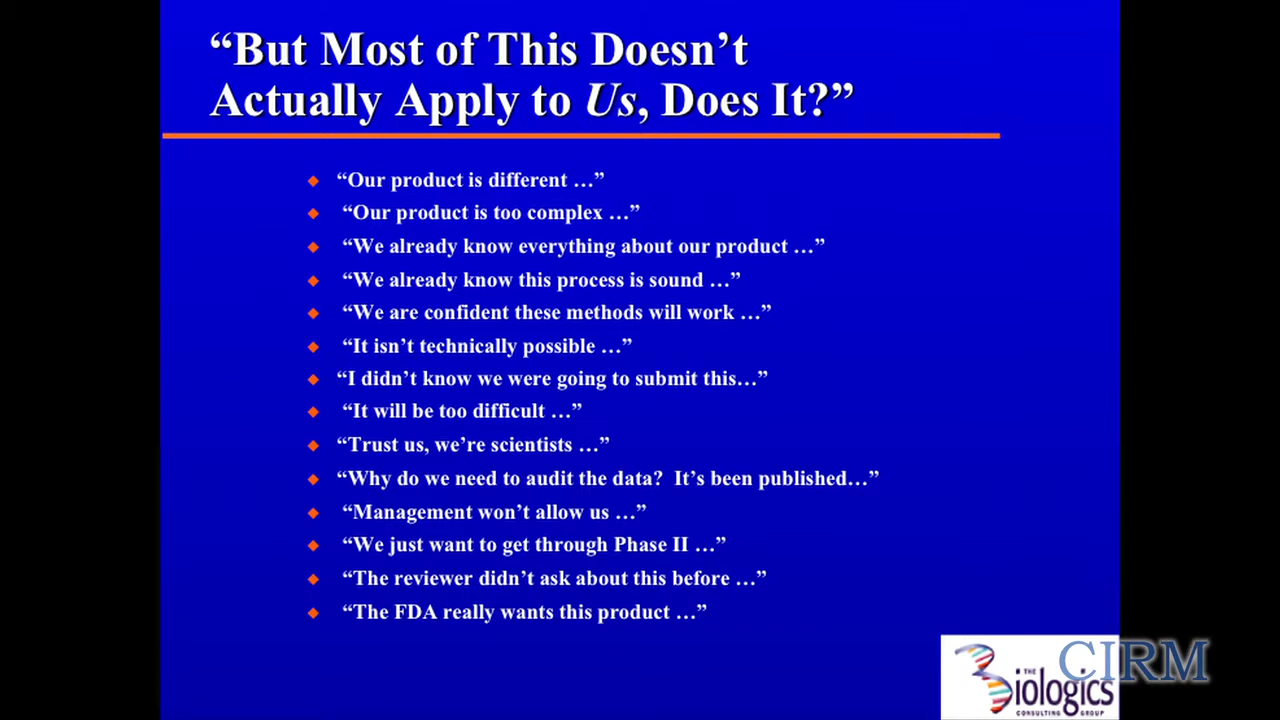 “But Most of This Doesn’t
Actually Apply to Us, Does It?”
“Our product is different …”
“Our product is too complex …”
“We already know everything about our product …”
“We already know this process is sound …”
“We are confident these methods will work …”
“It isn’t technically possible …”
“I didn’t know we were going to submit this…”
“It will be too difficult …”
“Trust us, we’re scientists …”
“Why do we need to audit the data?  It’s been published…”
“Management won’t allow us …”
“We just want to get through Phase II …”
“The reviewer didn’t ask about this before …”
“The FDA really wants this product …”
CIRM
THE
Biologics
CONSULTING GROUP